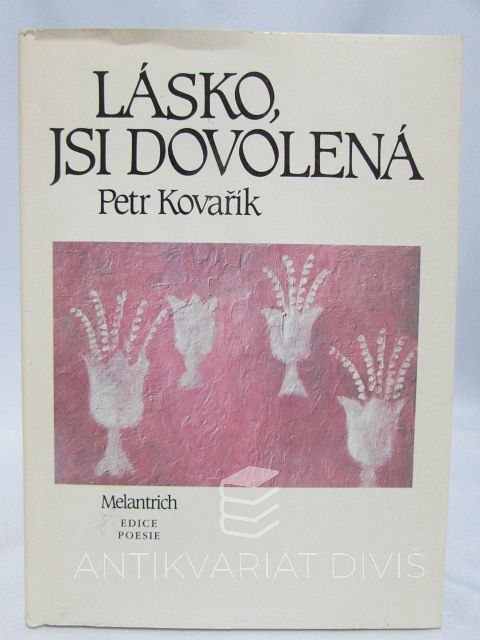 LÁSKO,
JSI DOVOLENÁ
Petr Kovařík
Melantrich
EDICE
POESIE
ANTIKVARIÁT DIVIŠ